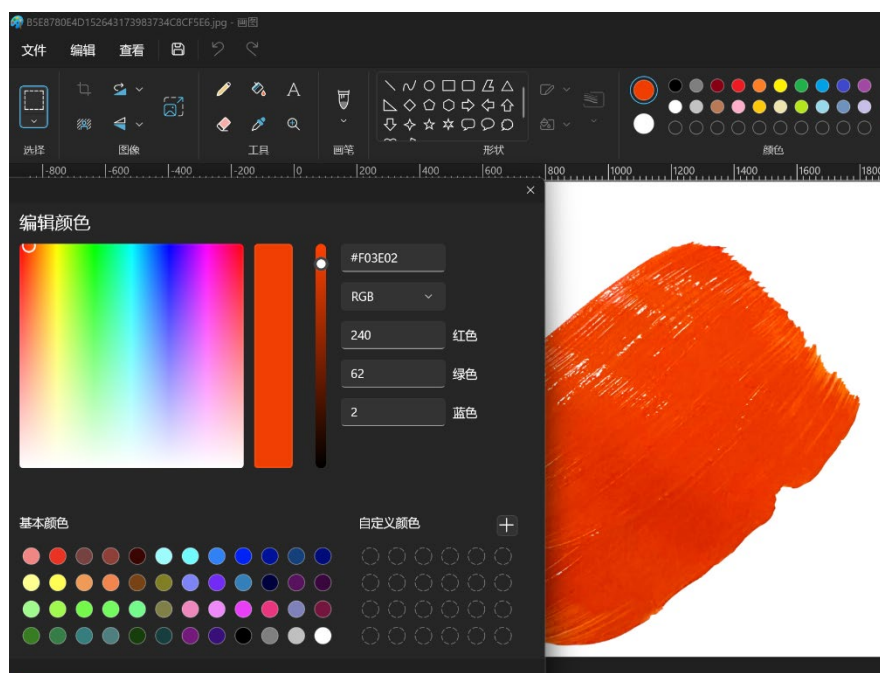 B5E8780E4D152643173983734C8CF5E6.jpg - 画图
文件 编辑 查看
A
选择 图像 工具 画笔 形状 颜色
-800 -600 -400 -200 0 200 400 600 800 1000 1200 1400 1600 1800
编辑颜色
#F03E02
RGB
240 红色
62 绿色
2 蓝色
基本颜色 自定义颜色